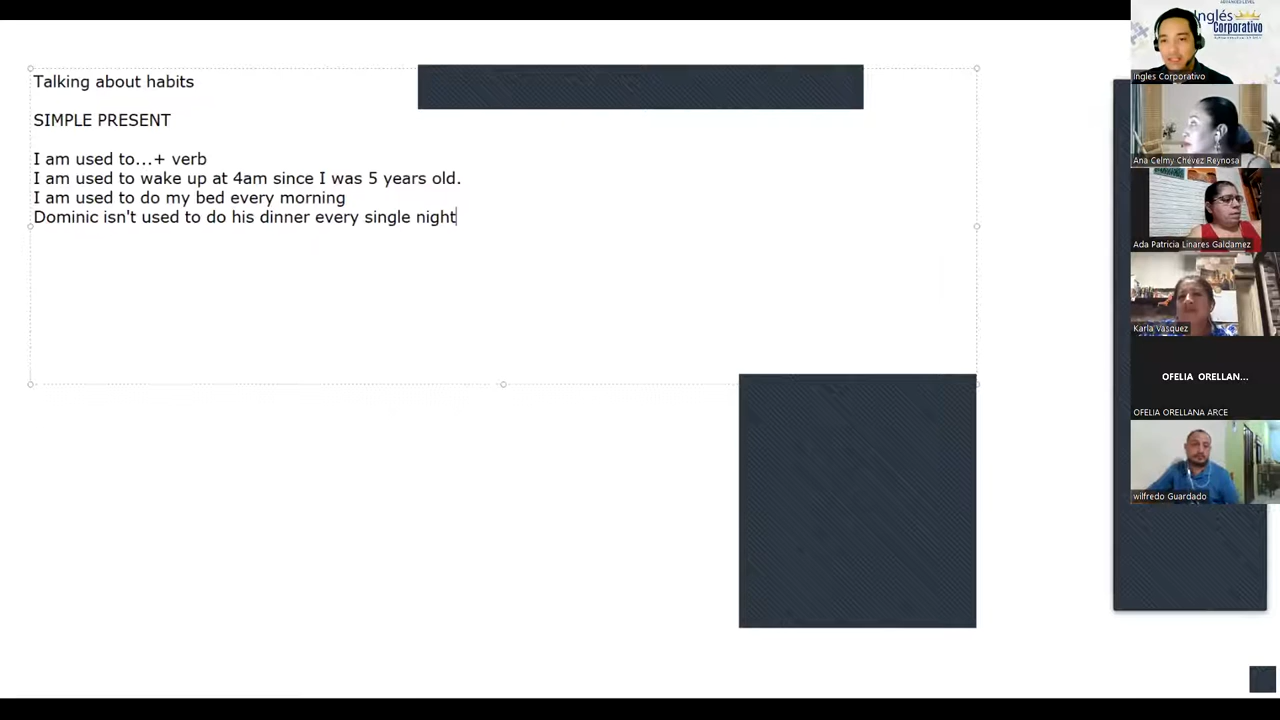 Talking about habits
SIMPLE PRESENT
I am used to...+ verb
I am used to wake up at 4am since I was 5 years old.
I am used to do my bed every morning
Dominic isn't used to do his dinner every single night
Inglés
Corporativo
Ingles Corporativo
Ana Celmy Chévez Reynosa
Ada Patricia Linares Galdamez
Karla Vasquez
OFELIA ORELLAN...
OFELIA ORELLANA ARCE
wilfredo Guardado